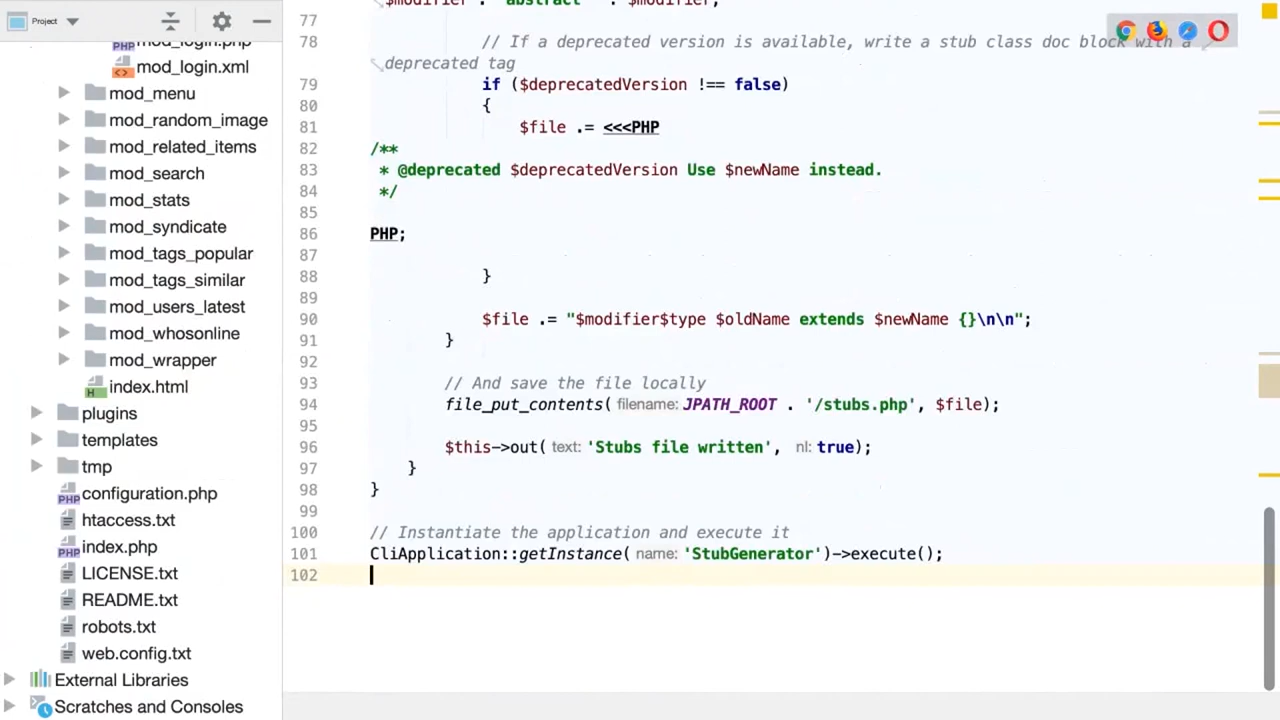 Project
mod_login.php
mod_login.xml
mod_menu
mod_random_image
mod_related_items
mod_search
mod_stats
mod_syndicate
mod_tags_popular
mod_tags_similar
mod_users_latest
mod_whosonline
mod_wrapper
index.html
plugins
templates
tmp
configuration.php
htaccess.txt
index.php
LICENSE.txt
README.txt
robots.txt
web.config.txt
External Libraries
Scratches and Consoles
$modifier . 'abstract ' . $modifier;
77
78 // If a deprecated version is available, write a stub class doc block with a
deprecated tag
79 if ($deprecatedVersion !== false)
80 {
81 $file .= <<<PHP
82 /**
83 * @deprecated $deprecatedVersion Use $newName instead.
84 */
85
86 PHP;
87
88 }
89
90 $file .= "$modifier$type $oldName extends $newName {}\n\n";
91 }
92
93 // And save the file locally
94 file_put_contents( filename: JPATH_ROOT . '/stubs.php', $file);
95
96 $this->out( text: 'Stubs file written', nl: true);
97 }
98 }
99
100 // Instantiate the application and execute it
101 CliApplication::getInstance( name: 'StubGenerator')->execute();
102